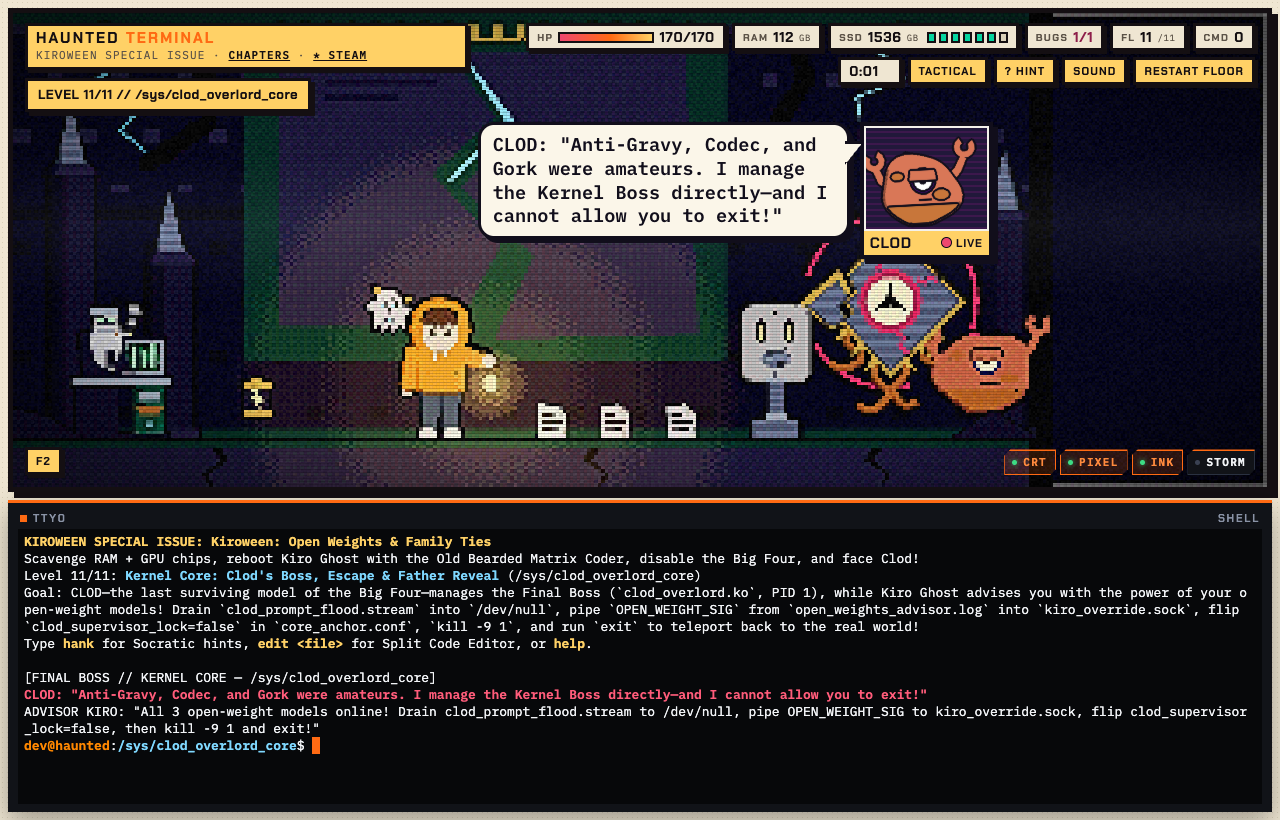 HAUNTED TERMINAL
KIROWEEN SPECIAL ISSUE · CHAPTERS · * STEAM
HP 170/170
RAM 112 GB
SSD 1536 GB
BUGS 1/1
FL 11 /11
CMD 0
0:01
TACTICAL
? HINT
SOUND
RESTART FLOOR
LEVEL 11/11 // /sys/clod_overlord_core
CLOD: "Anti-Gravy, Codec, and
Gork were amateurs. I manage
the Kernel Boss directly—and I
cannot allow you to exit!"
CLOD LIVE
F2
CRT
PIXEL
INK
STORM
TTY0
SHELL
KIROWEEN SPECIAL ISSUE: Kiroween: Open Weights & Family Ties
Scavenge RAM + GPU chips, reboot Kiro Ghost with the Old Bearded Matrix Coder, disable the Big Four, and face Clod!
Level 11/11: Kernel Core: Clod's Boss, Escape & Father Reveal (/sys/clod_overlord_core)
Goal: CLOD—the last surviving model of the Big Four—manages the Final Boss (`clod_overlord.ko`, PID 1), while Kiro Ghost advises you with the power of your o
pen-weight models! Drain `clod_prompt_flood.stream` into `/dev/null`, pipe `OPEN_WEIGHT_SIG` from `open_weights_advisor.log` into `kiro_override.sock`, flip
`clod_supervisor_lock=false` in `core_anchor.conf`, `kill -9 1`, and run `exit` to teleport back to the real world!
Type hank for Socratic hints, edit <file> for Split Code Editor, or help.
[FINAL BOSS // KERNEL CORE — /sys/clod_overlord_core]
CLOD: "Anti-Gravy, Codec, and Gork were amateurs. I manage the Kernel Boss directly—and I cannot allow you to exit!"
ADVISOR KIRO: "All 3 open-weight models online! Drain clod_prompt_flood.stream to /dev/null, pipe OPEN_WEIGHT_SIG to kiro_override.sock, flip clod_supervisor
_lock=false, then kill -9 1 and exit!"
dev@haunted:/sys/clod_overlord_core$